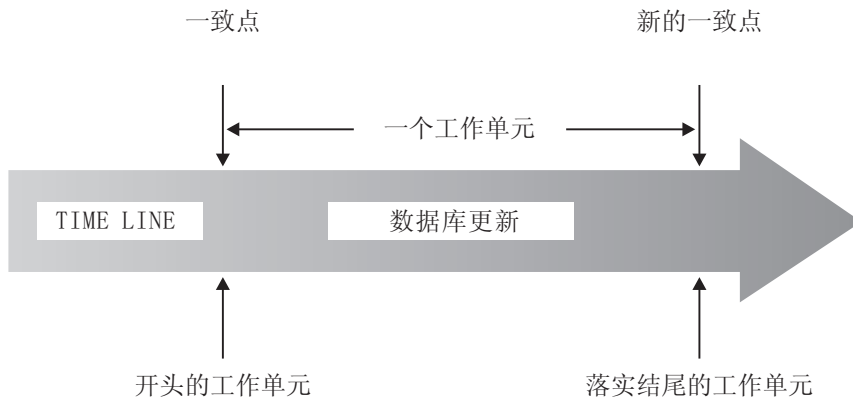 一致点
新的一致点
一个工作单元
TIME LINE
数据库更新
开头的工作单元
落实结尾的工作单元